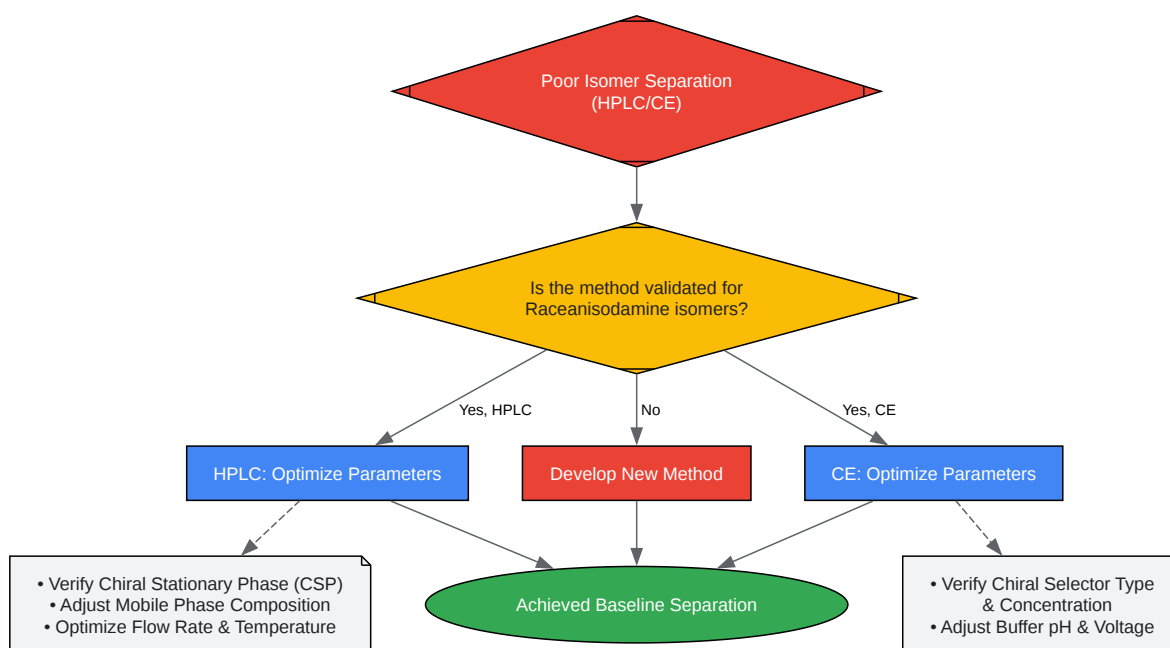 Poor Isomer Separation
(HPLC/CE)
Is the method validated for
Raceanisodamine isomers?
Yes, HPLC
No
Yes, CE
HPLC: Optimize Parameters
Develop New Method
CE: Optimize Parameters
• Verify Chiral Stationary Phase (CSP)
• Adjust Mobile Phase Composition
• Optimize Flow Rate & Temperature
Achieved Baseline Separation
• Verify Chiral Selector Type
& Concentration
• Adjust Buffer pH & Voltage